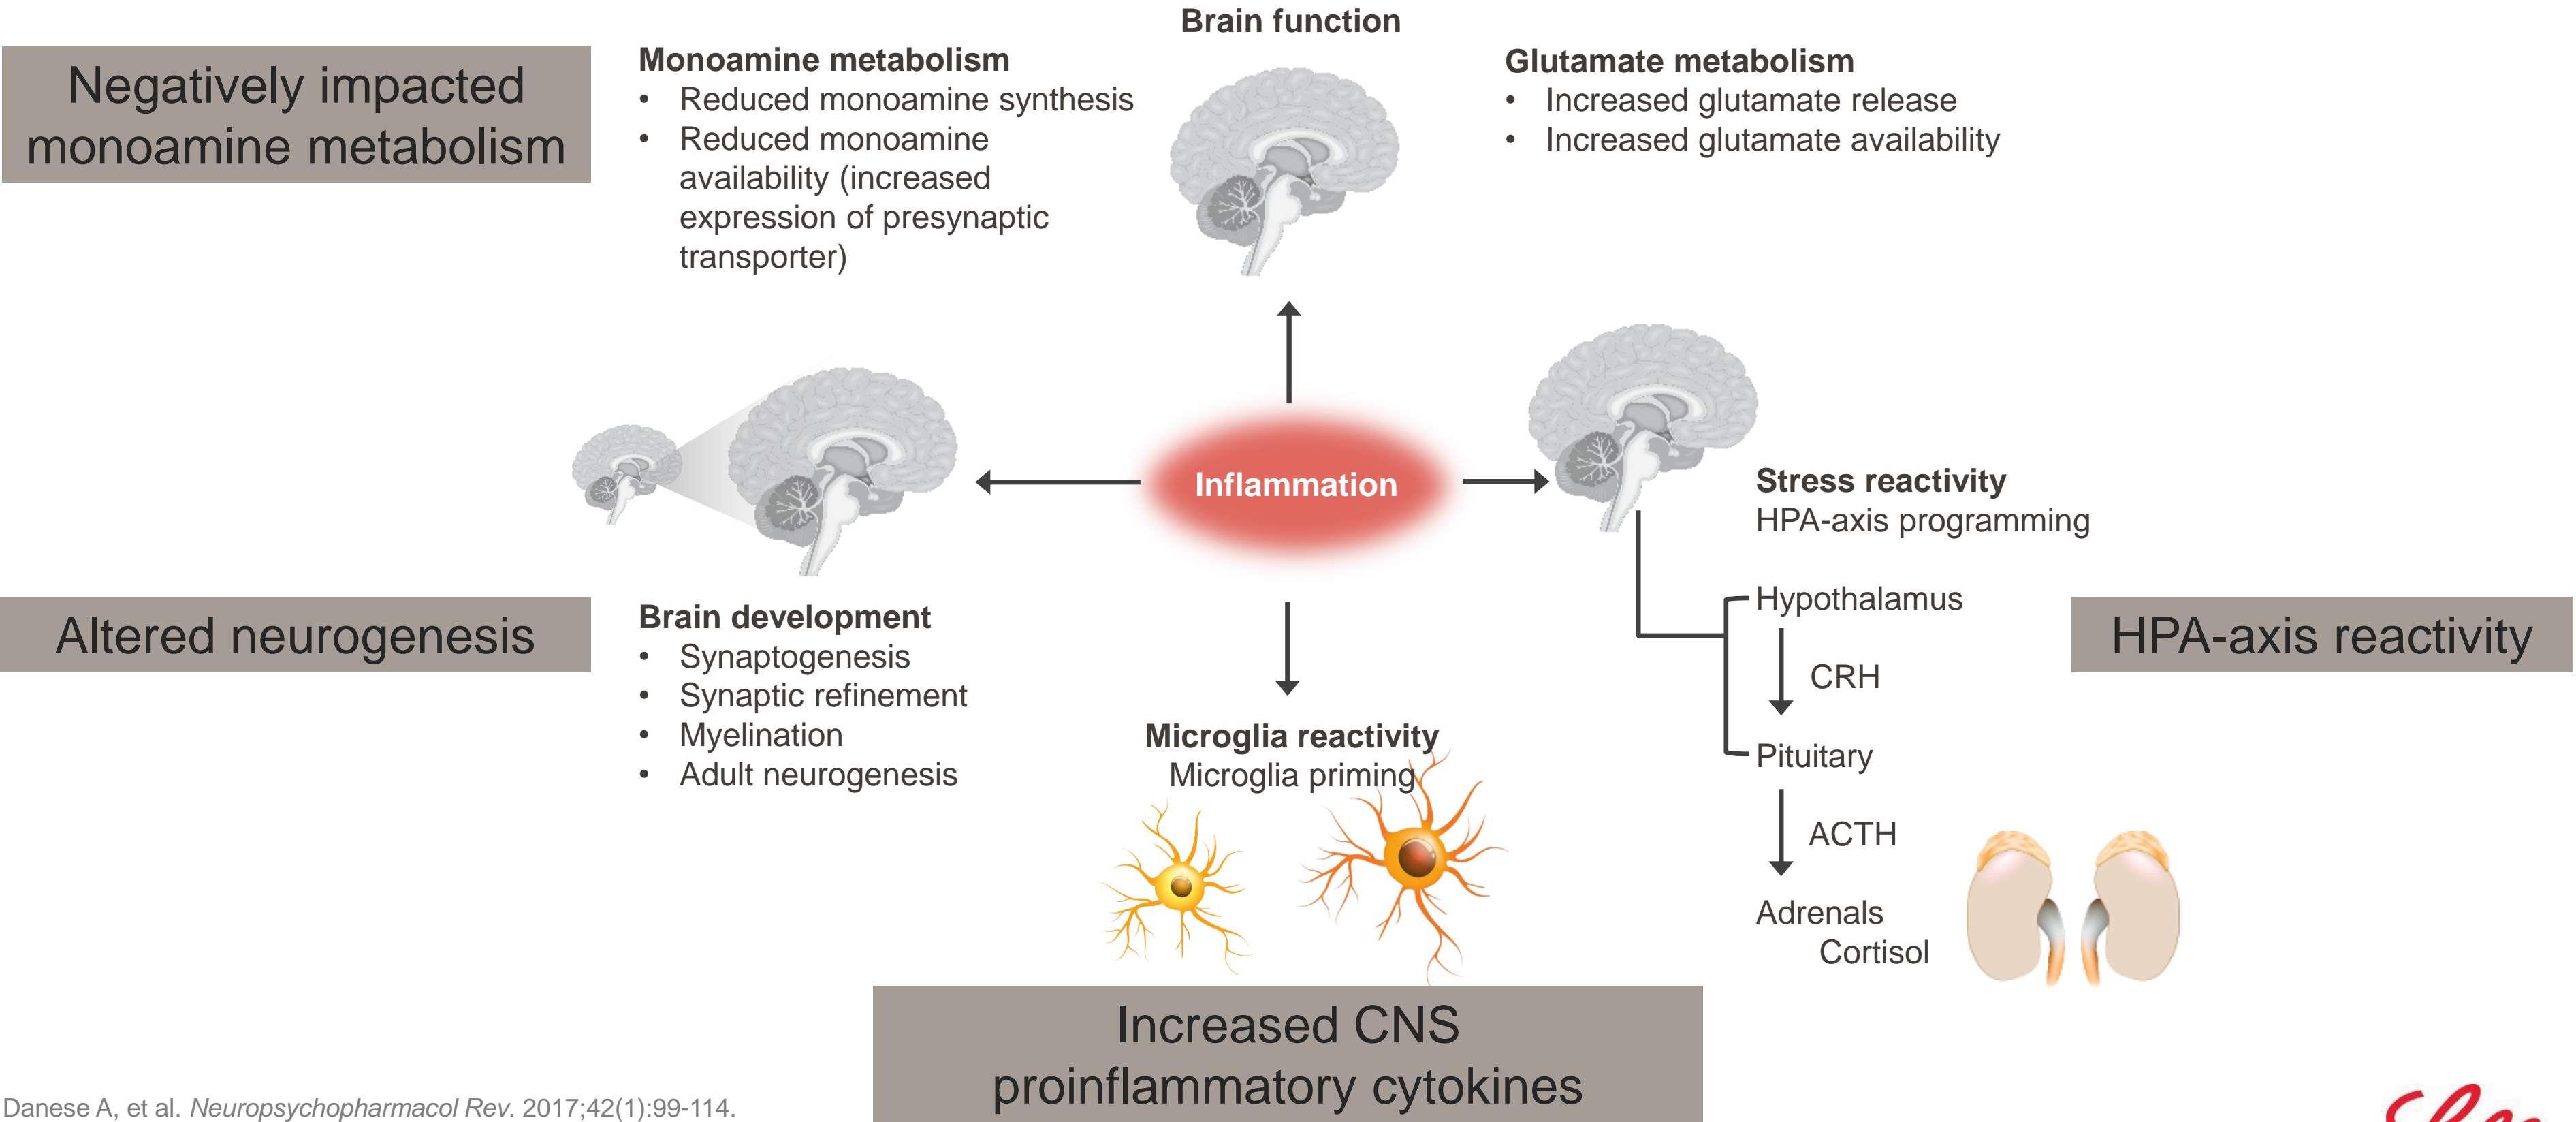 Brain function
Negatively impacted
monoamine metabolism
Monoamine metabolism
• Reduced monoamine synthesis
• Reduced monoamine
availability (increased
expression of presynaptic
transporter)
Glutamate metabolism
• Increased glutamate release
• Increased glutamate availability
Inflammation
Stress reactivity
HPA-axis programming
Hypothalamus
CRH
Pituitary
ACTH
Adrenals
Cortisol
HPA-axis reactivity
Altered neurogenesis
Brain development
• Synaptogenesis
• Synaptic refinement
• Myelination
• Adult neurogenesis
Microglia reactivity
Microglia priming
Increased CNS
proinflammatory cytokines
Danese A, et al. Neuropsychopharmacol Rev. 2017;42(1):99-114.